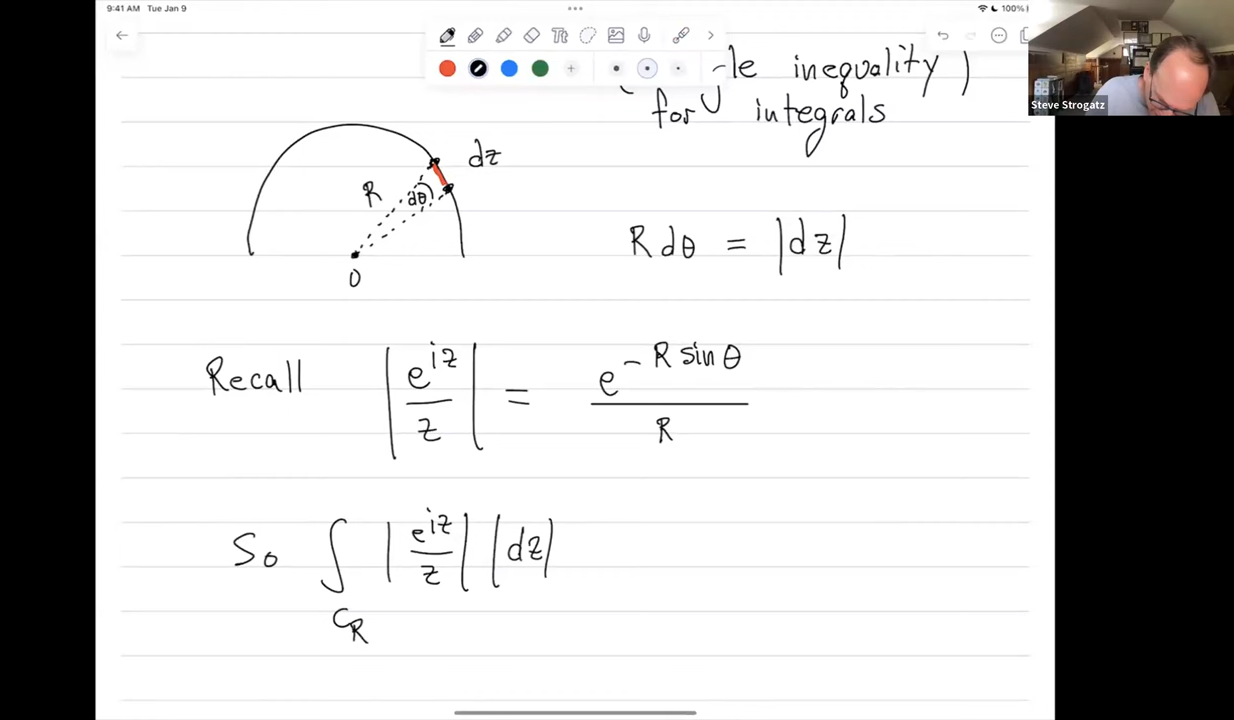 9:41 AM Tue Jan 9
100%
Tt
le inequality )
for integrals
Steve Strogatz
dz
R
dθ
0
R dθ = |dz|
Recall | e^{iz} / z | = e^{-R sin θ} / R
So ∫_{C_R} | e^{iz} / z | |dz|